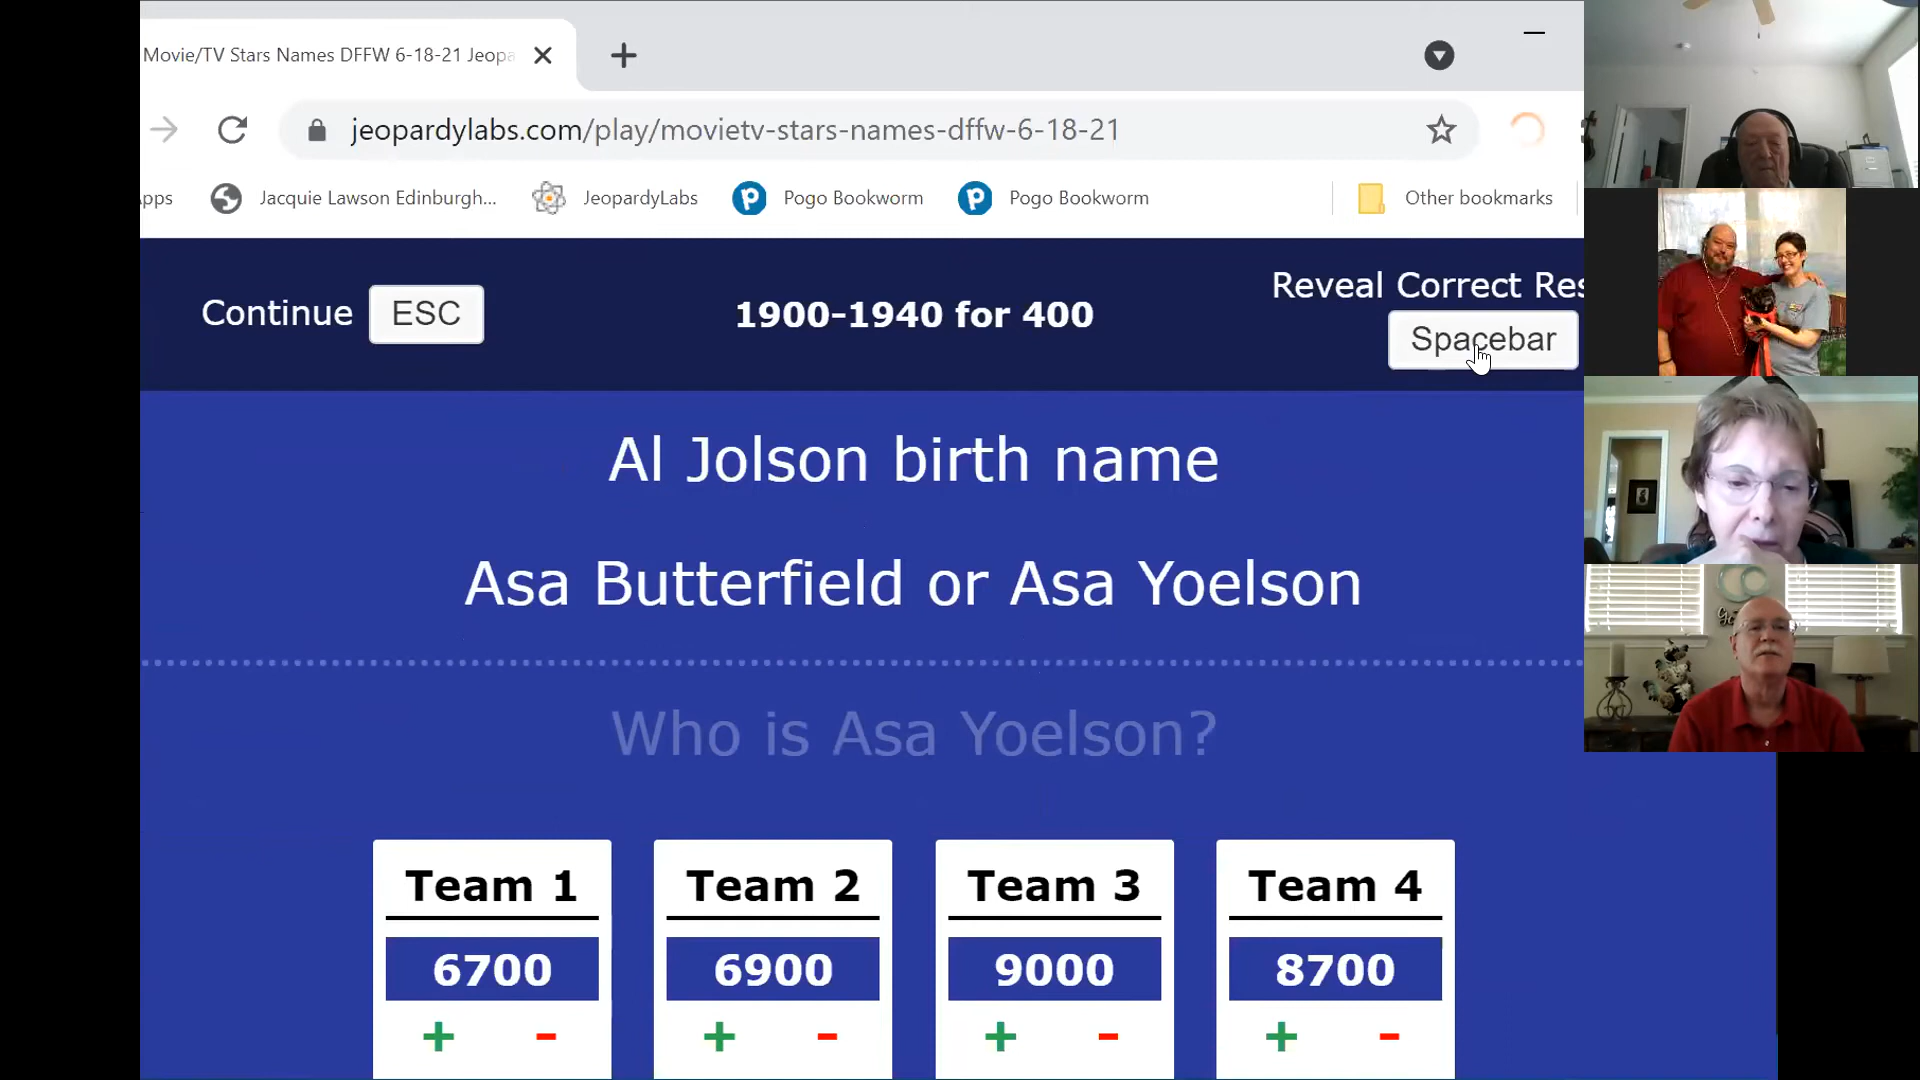 Movie/TV Stars Names DFFW 6-18-21 Jeopa
jeopardylabs.com/play/movietv-stars-names-dffw-6-18-21
pps Jacquie Lawson Edinburgh... JeopardyLabs Pogo Bookworm Pogo Bookworm Other bookmarks
Continue ESC 1900-1940 for 400 Reveal Correct Res
Spacebar
Al Jolson birth name
Asa Butterfield or Asa Yoelson
Who is Asa Yoelson?
Team 1 Team 2 Team 3 Team 4
6700 6900 9000 8700
+ - + - + - + -